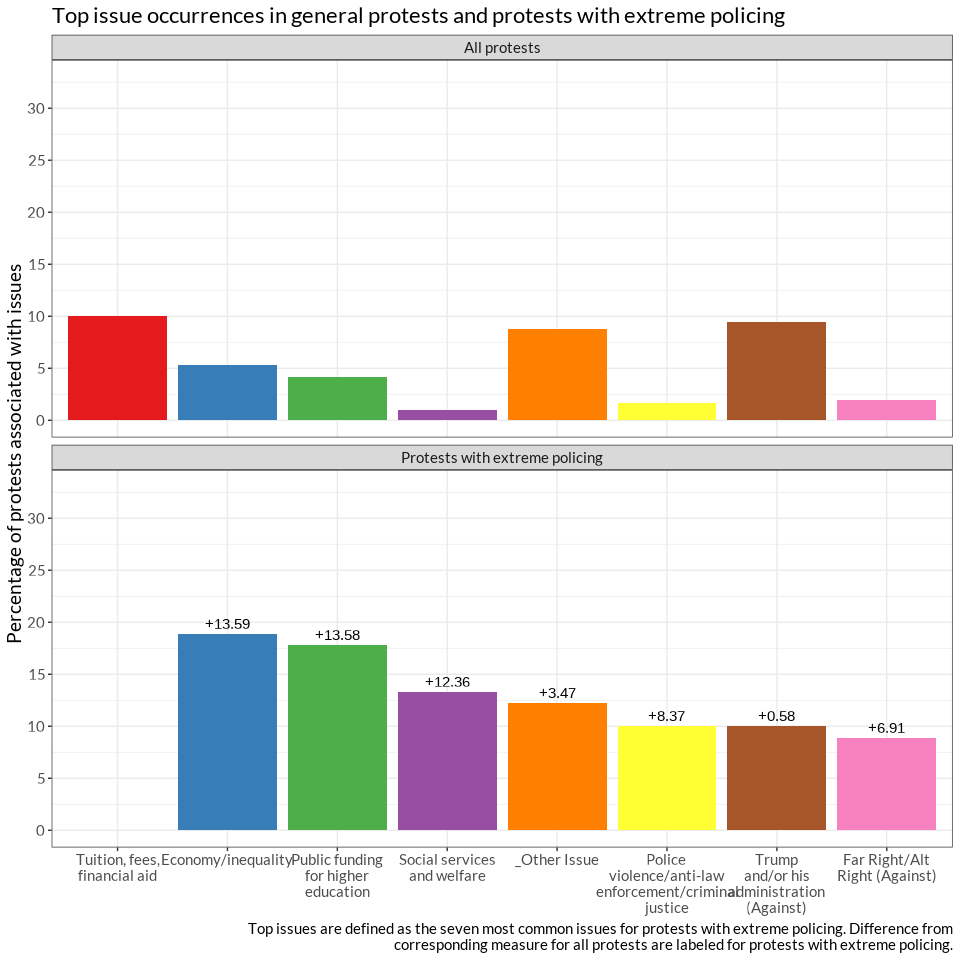 Top issue occurrences in general protests and protests with extreme policing
All protests
30
25
20
15
10
5
0
Percentage of protests associated with issues
Protests with extreme policing
30
25
20
15
10
5
0
+13.59
+13.58
+12.36
+3.47
+8.37
+0.58
+6.91
Tuition, fees,
financial aid
Economy/inequality
Public funding
for higher
education
Social services
and welfare
_Other Issue
Police
violence/anti-law
enforcement/criminal
justice
Trump
and/or his
administration
(Against)
Far Right/Alt
Right (Against)
Top issues are defined as the seven most common issues for protests with extreme policing. Difference from
corresponding measure for all protests are labeled for protests with extreme policing.